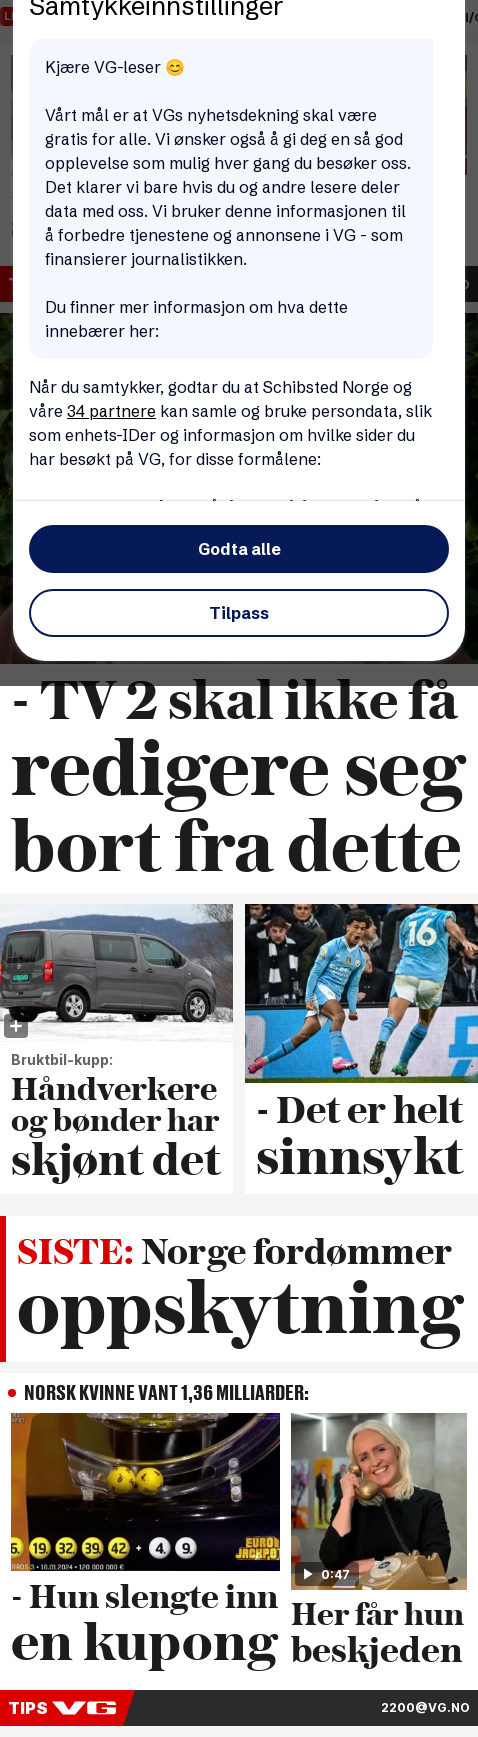 Samtykkeinnstillinger
Kjære VG-leser 😊
Vårt mål er at VGs nyhetsdekning skal være
gratis for alle. Vi ønsker også å gi deg en så god
opplevelse som mulig hver gang du besøker oss.
Det klarer vi bare hvis du og andre lesere deler
data med oss. Vi bruker denne informasjonen til
å forbedre tjenestene og annonsene i VG - som
finansierer journalistikken.
Du finner mer informasjon om hva dette
innebærer her:
Når du samtykker, godtar du at Schibsted Norge og
våre 34 partnere kan samle og bruke persondata, slik
som enhets-IDer og informasjon om hvilke sider du
har besøkt på VG, for disse formålene:
Godta alle
Tilpass
- TV 2 skal ikke få
redigere seg
bort fra dette
Bruktbil-kupp:
Håndverkere
og bønder har
skjønt det
16
- Det er helt
sinnsykt
SISTE: Norge fordømmer
oppskytning
NORSK KVINNE VANT 1,36 MILLIARDER:
6. 19. 32. 39. 42. + 4. 9.
EURO
JACKPOT
• 16.01.2024 • 120 000 000 €
- Hun slengte inn
en kupong
0:47
Her får hun
beskjeden
TIPS VG
2200@VG.NO